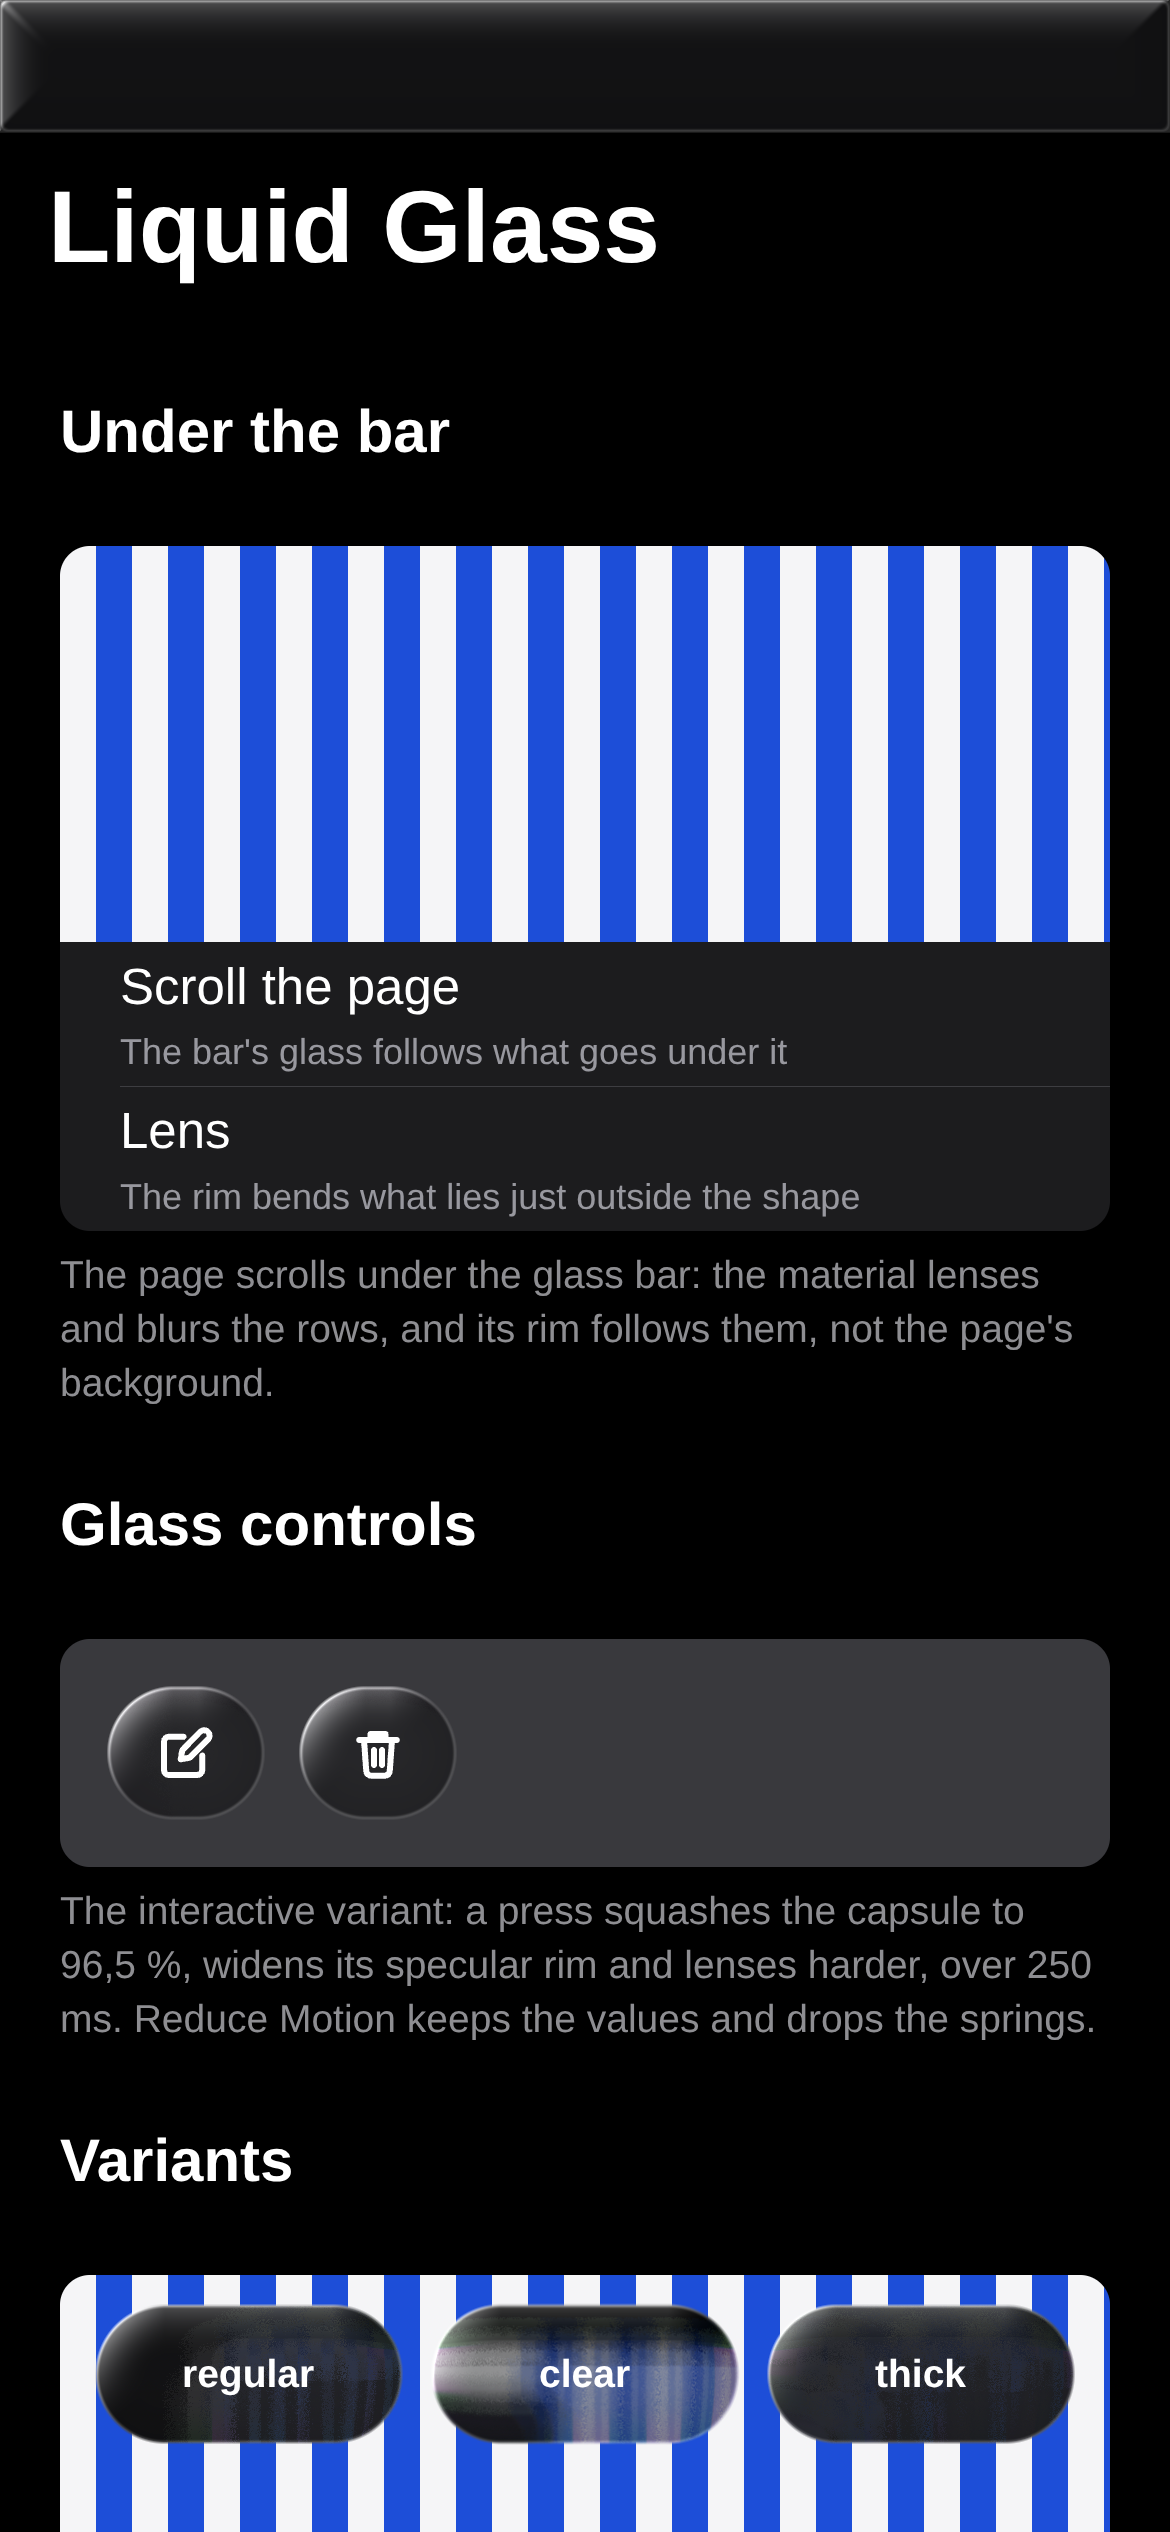 Liquid Glass
Under the bar
Scroll the page
The bar's glass follows what goes under it
Lens
The rim bends what lies just outside the shape
The page scrolls under the glass bar: the material lenses
and blurs the rows, and its rim follows them, not the page's
background.
Glass controls
The interactive variant: a press squashes the capsule to
96,5 %, widens its specular rim and lenses harder, over 250
ms. Reduce Motion keeps the values and drops the springs.
Variants
regular clear thick